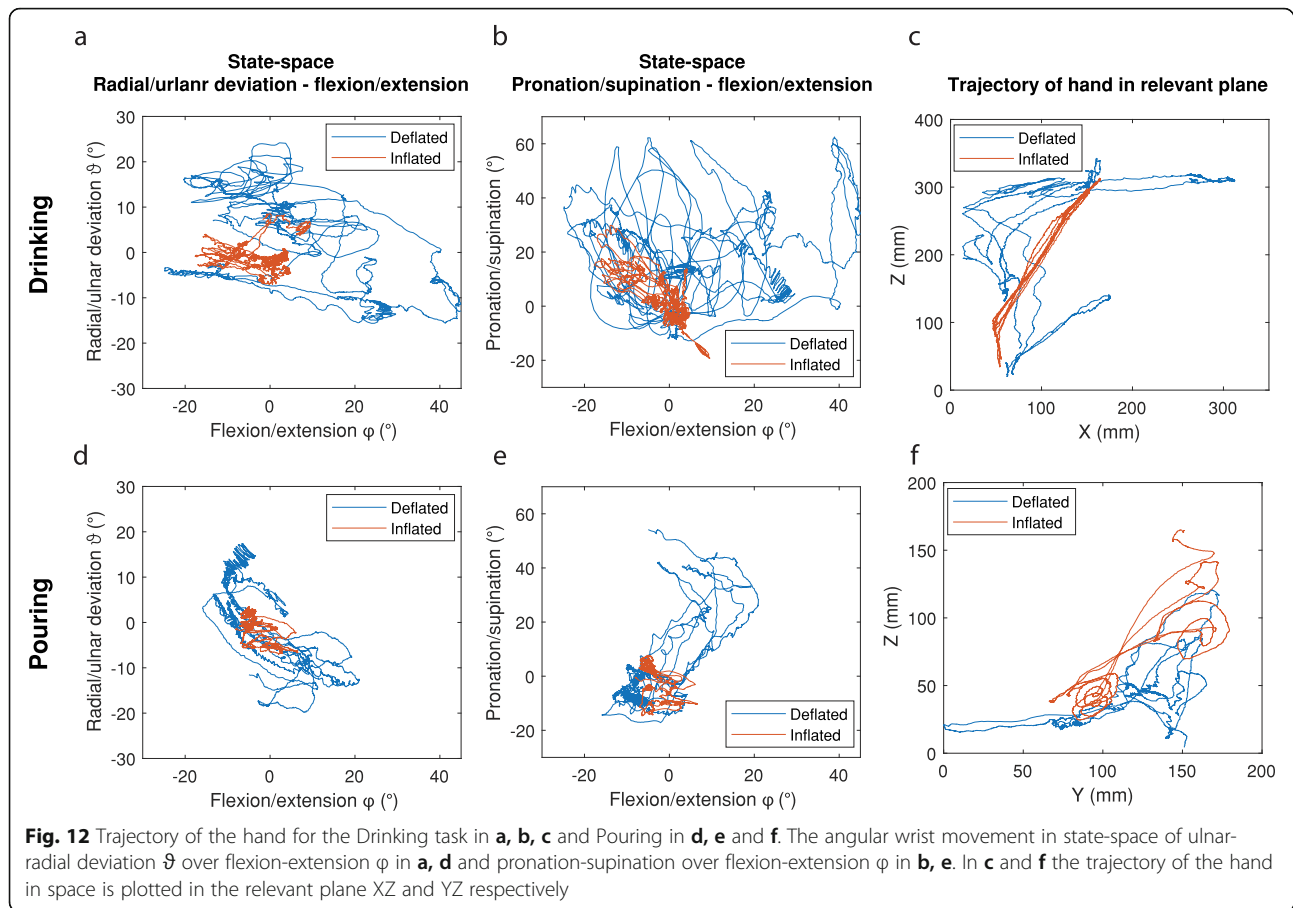 a
State-space
Radial/urlanr deviation - flexion/extension
b
State-space
Pronation/supination - flexion/extension
c
Trajectory of hand in relevant plane
Drinking
30
20
10
0
-10
-20
-30
-20
0
20
40
Radial/ulnar deviation ϑ (°)
Flexion/extension φ (°)
Deflated
Inflated
60
40
20
0
-20
-20
0
20
40
Pronation/supination (°)
Flexion/extension φ (°)
Deflated
Inflated
400
300
200
100
0
0
100
200
300
Z (mm)
X (mm)
Deflated
Inflated
Pouring
d
30
20
10
0
-10
-20
-30
-20
0
20
40
Radial/ulnar deviation ϑ (°)
Flexion/extension φ (°)
Deflated
Inflated
e
60
40
20
0
-20
-20
0
20
40
Pronation/supination (°)
Flexion/extension φ (°)
Deflated
Inflated
f
200
150
100
50
0
0
50
100
150
200
Z (mm)
Y (mm)
Deflated
Inflated
Fig. 12 Trajectory of the hand for the Drinking task in a, b, c and Pouring in d, e and f. The angular wrist movement in state-space of ulnar-
radial deviation ϑ over flexion-extension φ in a, d and pronation-supination over flexion-extension φ in b, e. In c and f the trajectory of the hand
in space is plotted in the relevant plane XZ and YZ respectively